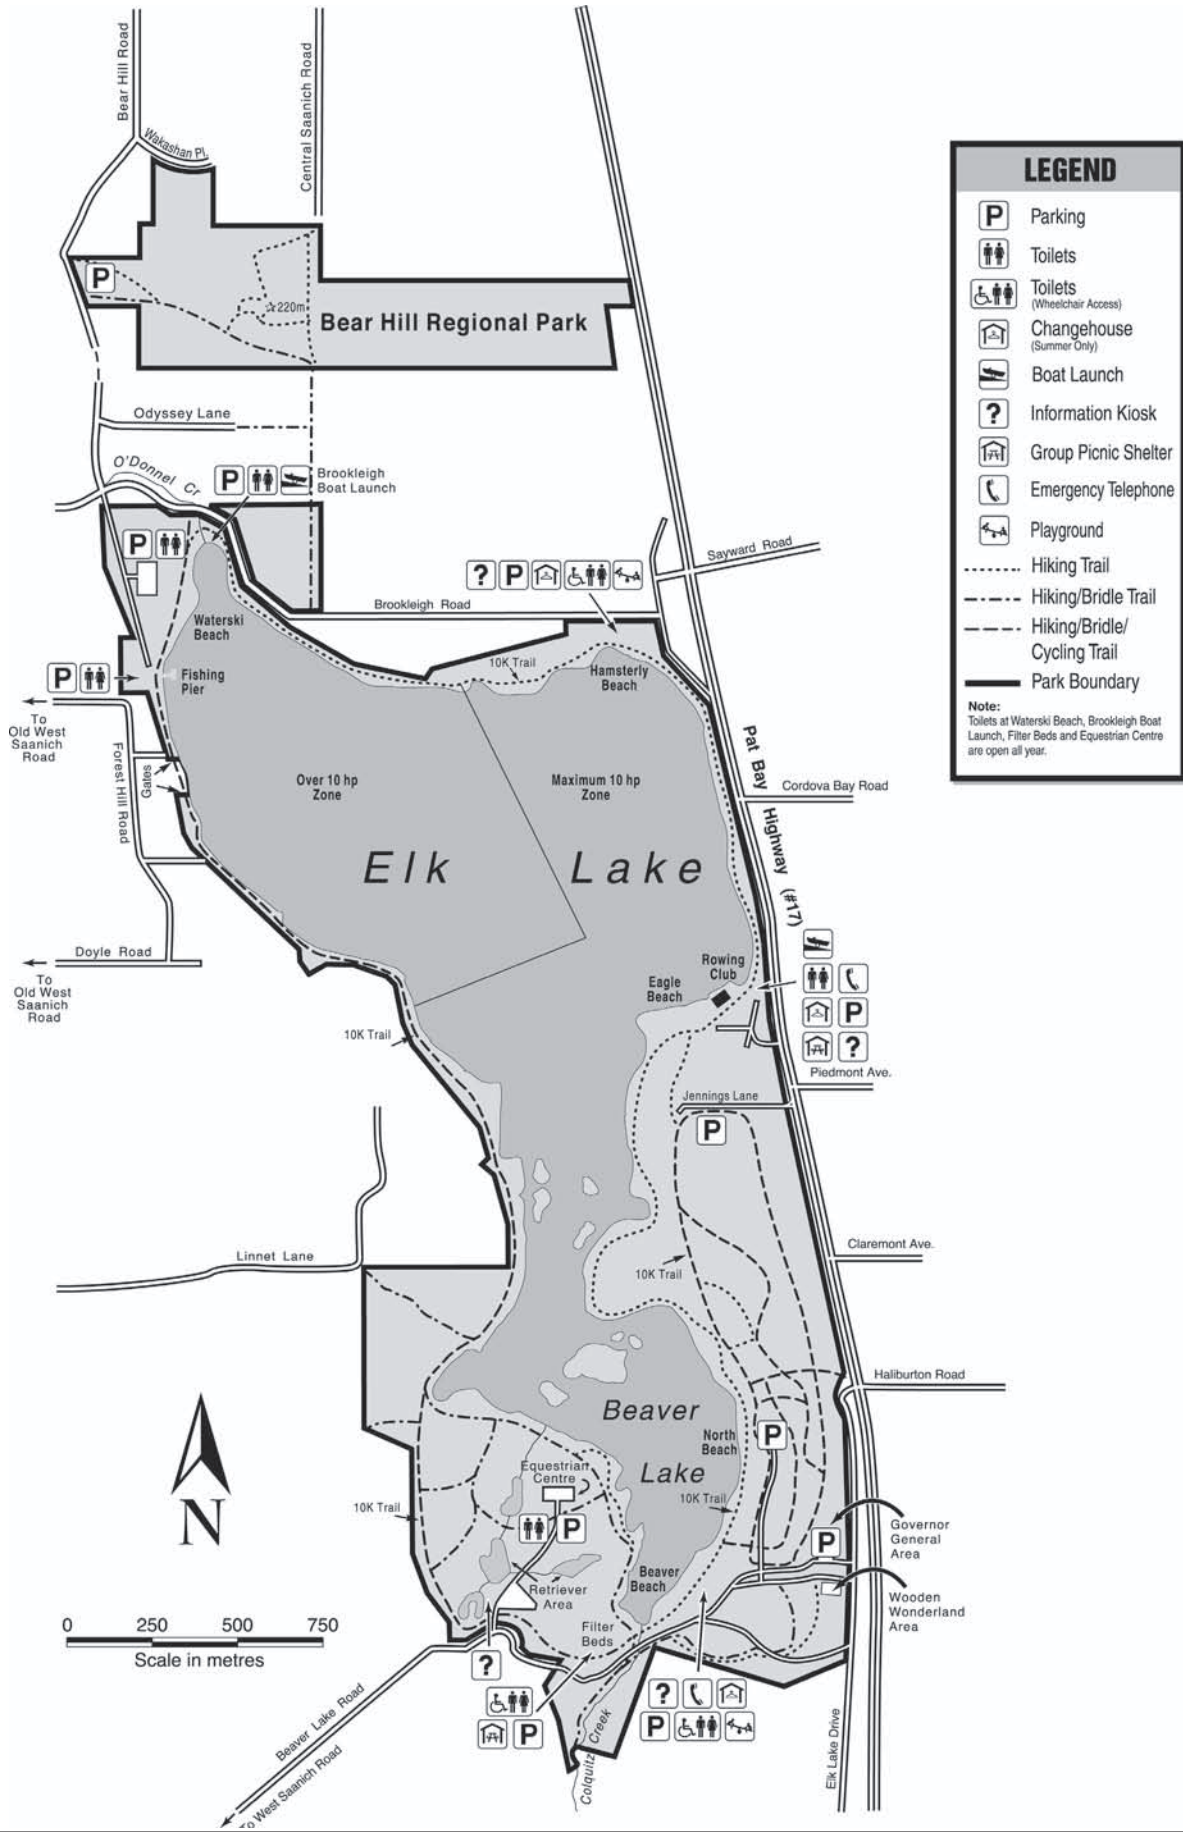 Bear Hill Road
Central Saanich Road
Wakashan Pl.
P
220m
Bear Hill Regional Park
Odyssey Lane
O'Donnel Cr
P
Brookleigh
Boat Launch
P
Waterski
Beach
Brookleigh Road
Sayward Road
? P
10K Trail
Hamsterly
Beach
P
Fishing
Pier
To
Old West
Saanich
Road
Forest Hill Road
Gates
Over 10 hp
Zone
Maximum 10 hp
Zone
Pat Bay
Highway (#17)
Cordova Bay Road
Elk Lake
Doyle Road
To
Old West
Saanich
Road
Rowing
Club
Eagle
Beach
P
?
10K Trail
Piedmont Ave.
Jennings Lane
P
Linnet Lane
Claremont Ave.
10K Trail
Haliburton Road
Beaver
Lake
North
Beach
P
10K Trail
10K Trail
Equestrian
Centre
P
Governor
General
Area
P
Beaver
Beach
Retriever
Area
Wooden
Wonderland
Area
Filter
Beds
?
P
? 
P
N
0 250 500 750
Scale in metres
Beaver Lake Road
To West Saanich Road
Colquitz Creek
Elk Lake Drive
LEGEND
P Parking
Toilets
Toilets
(Wheelchair Access)
Changehouse
(Summer Only)
Boat Launch
? Information Kiosk
Group Picnic Shelter
Emergency Telephone
Playground
Hiking Trail
Hiking/Bridle Trail
Hiking/Bridle/
Cycling Trail
Park Boundary
Note:
Toilets at Waterski Beach, Brookleigh Boat
Launch, Filter Beds and Equestrian Centre
are open all year.